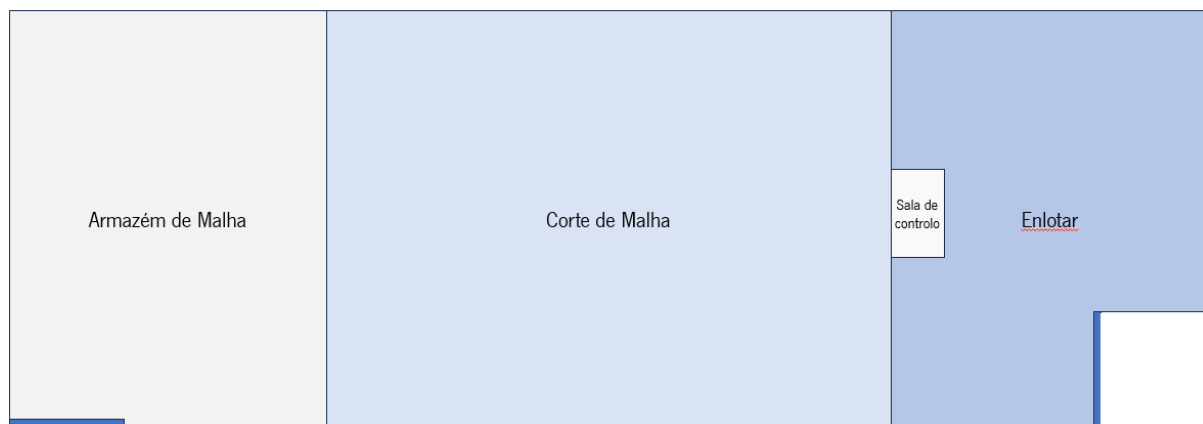 Armazém de Malha
Corte de Malha
Sala de
controlo
Enlotar